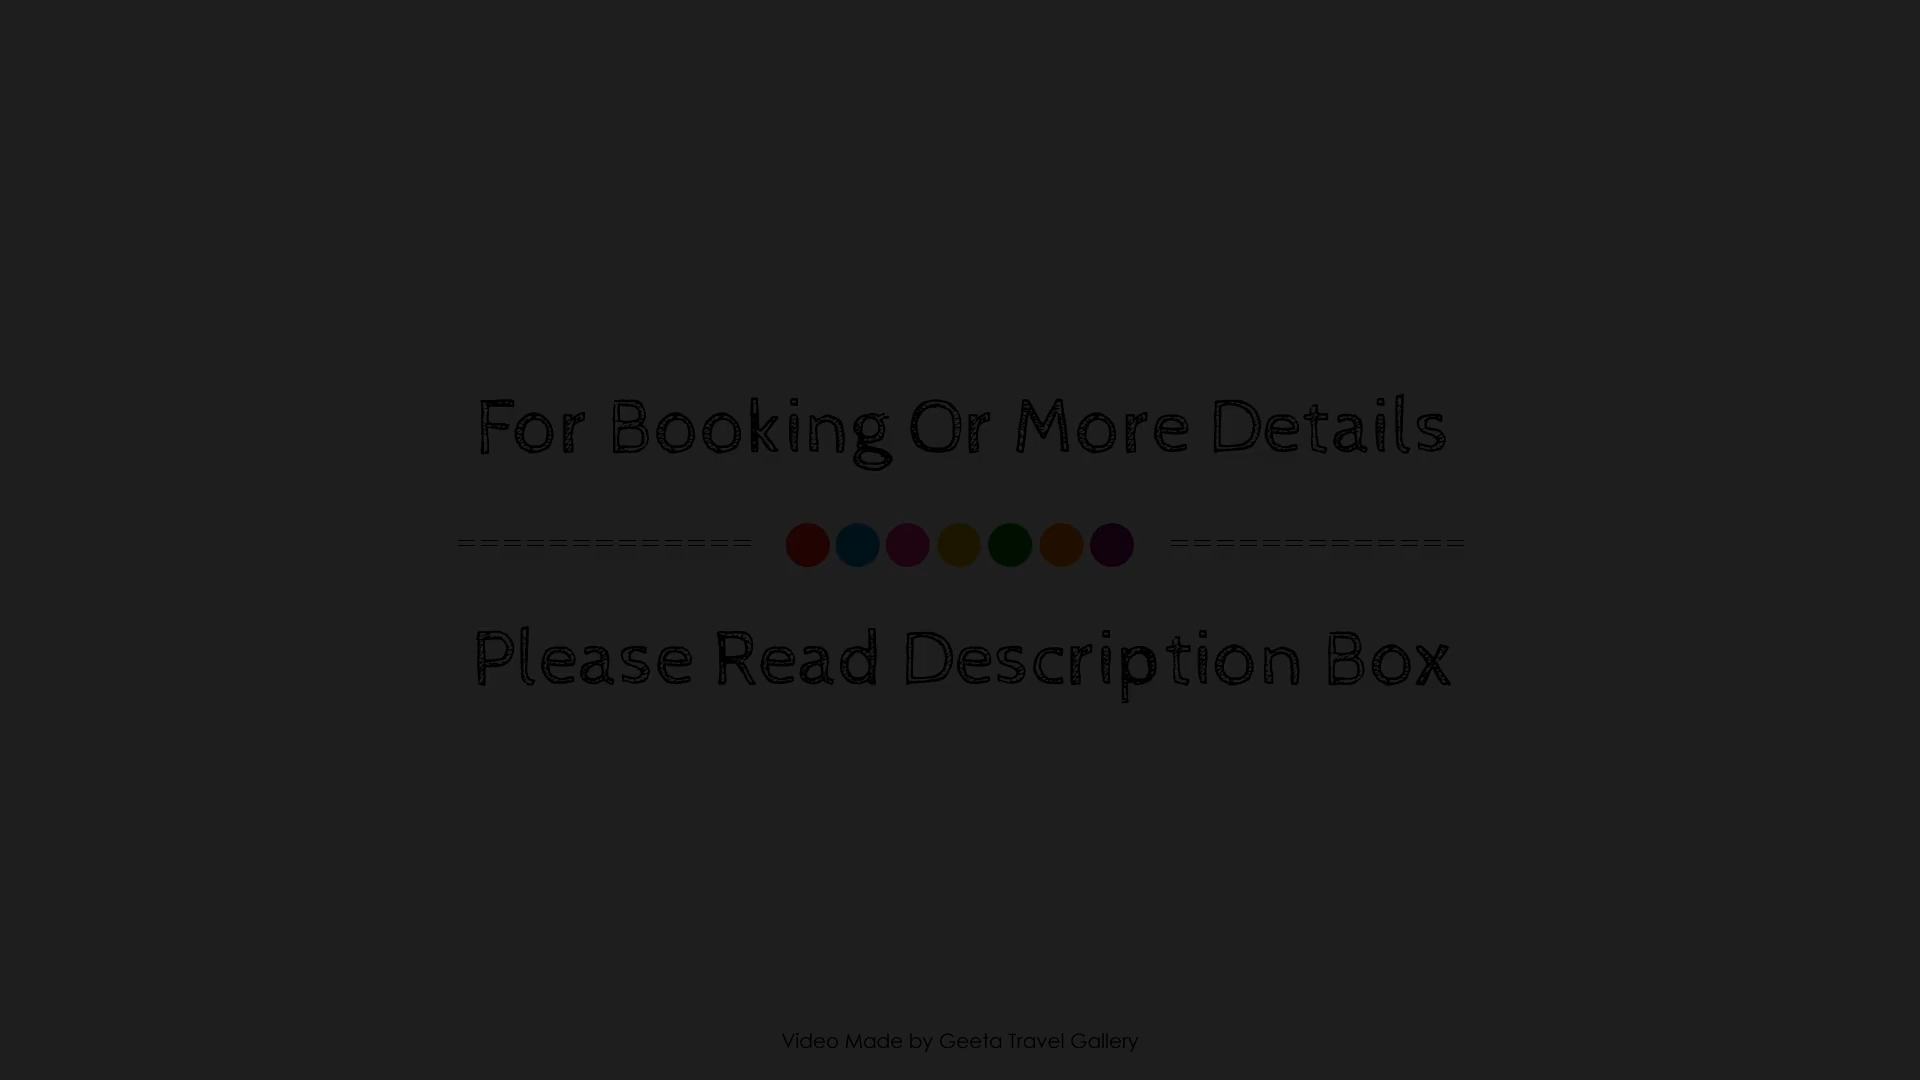 For Booking Or More Details
============= =============
Please Read Description Box
Video Made by Geeta Travel Gallery